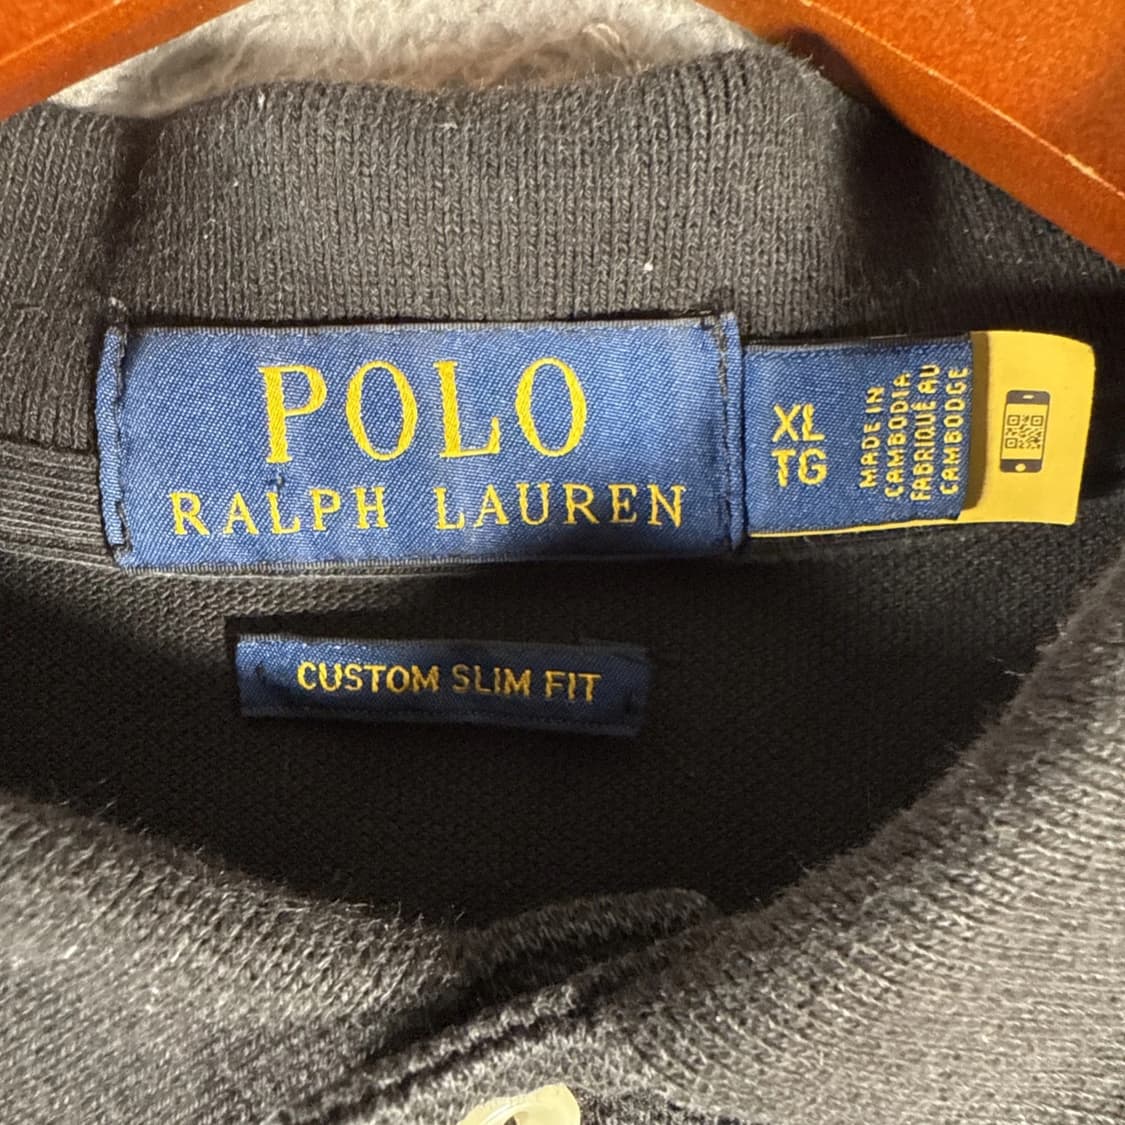 POLO
RALPH LAUREN
XL
TG
MADE IN
CAMBODIA
FABRIQUÉ AU
CAMBODGE
CUSTOM SLIM FIT